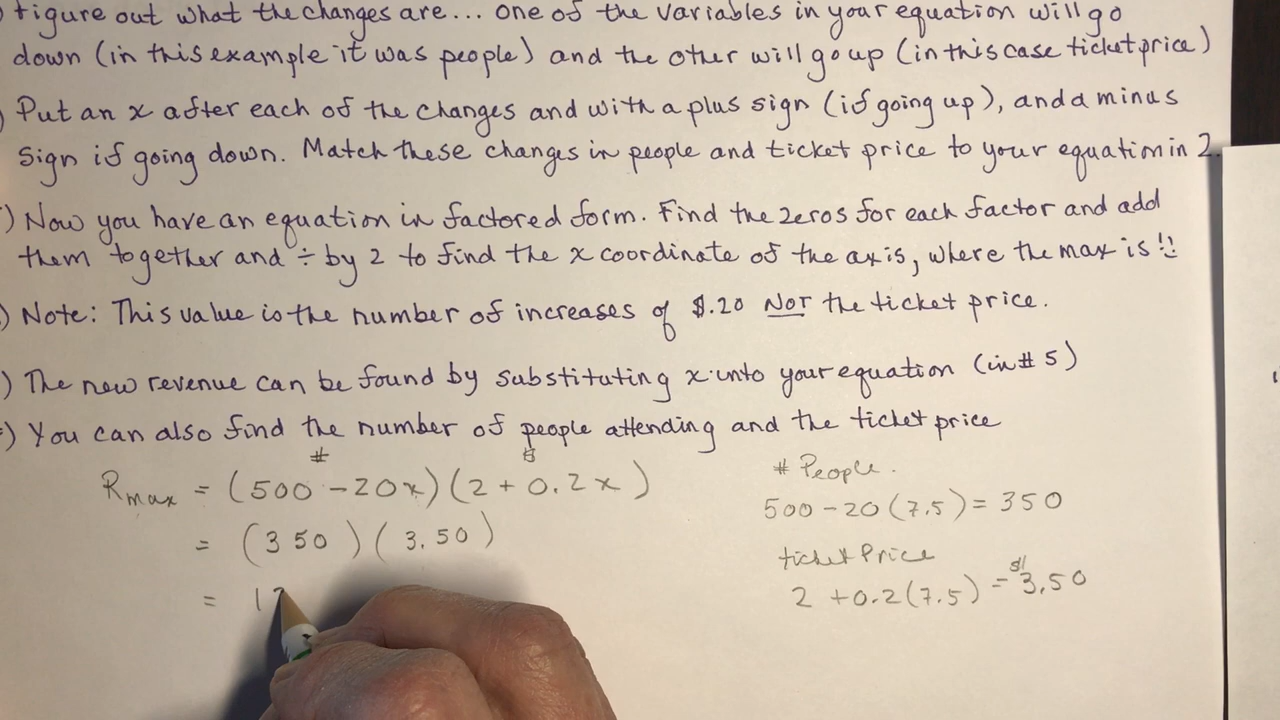 Figure out what the changes are... one of the variables in your equation will go
down (in this example it was people) and the other will go up (in this case ticket price)
) Put an x after each of the changes and with a plus sign (if going up), and a minus
sign if going down. Match these changes in people and ticket price to your equation in 2.
) Now you have an equation in factored form. Find the zeros for each factor and add
them together and ÷ by 2 to find the x coordinate of the axis, where the max is!!
) Note: This value is the number of increases of $.20 NOT the ticket price.
) The new revenue can be found by substituting x into your equation (in # 5)
) You can also find the number of people attending and the ticket price
# $
Rmax = (500 - 20x)(2 + 0.2x)
= (350)(3.50)
= 12
# People.
500 - 20(7.5) = 350
ticket Price
2 + 0.2(7.5) = $3.50